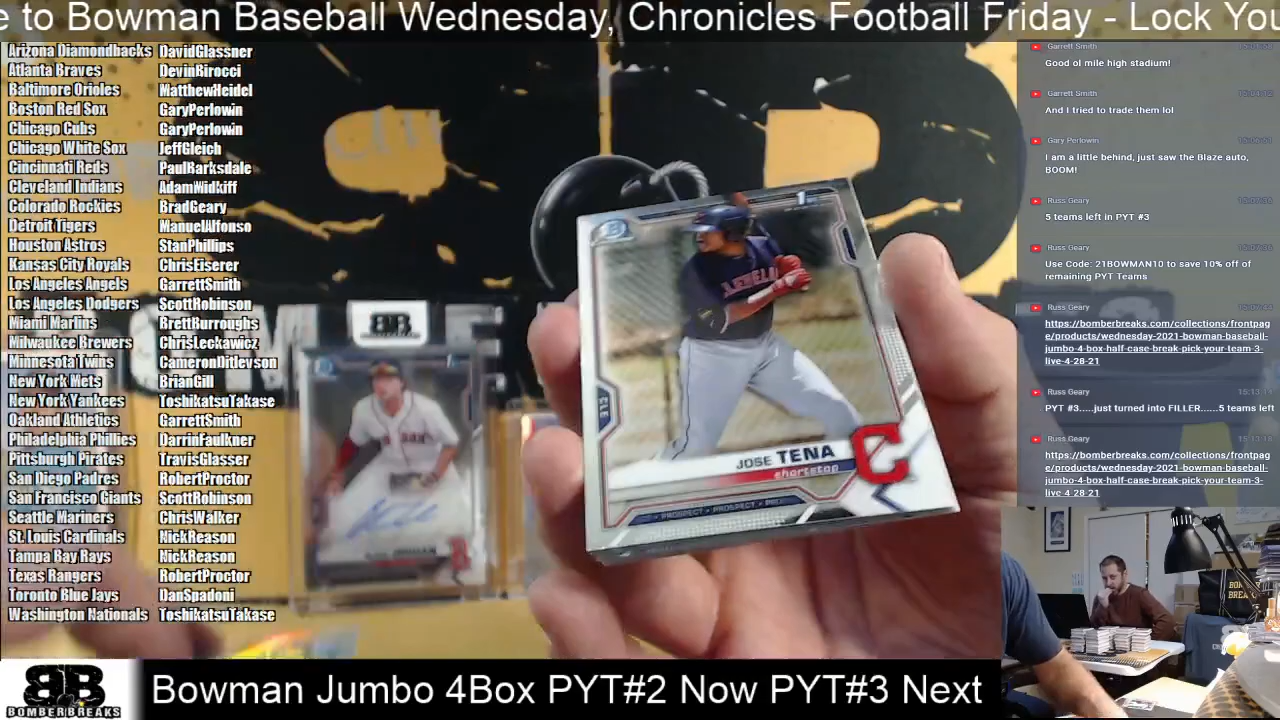 e to Bowman Baseball Wednesday, Chronicles Football Friday - Lock You
Arizona Diamondbacks DavidGlassner
Atlanta Braves DevinBirocci
Baltimore Orioles MatthewHeidel
Boston Red Sox GaryPerlowin
Chicago Cubs GaryPerlowin
Chicago White Sox JeffGleich
Cincinnati Reds PaulBarksdale
Cleveland Indians AdamWidkiff
Colorado Rockies BradGeary
Detroit Tigers ManuelAlfonso
Houston Astros StanPhillips
Kansas City Royals ChrisEiserer
Los Angeles Angels GarrettSmith
Los Angeles Dodgers ScottRobinson
Miami Marlins BrettBurroughs
Milwaukee Brewers ChrisLeckawicz
Minnesota Twins CameronDitlevson
New York Mets BrianGill
New York Yankees ToshikatsuTakase
Oakland Athletics GarrettSmith
Philadelphia Phillies DarrinFaulkner
Pittsburgh Pirates TravisGlasser
San Diego Padres RobertProctor
San Francisco Giants ScottRobinson
Seattle Mariners ChrisWalker
St. Louis Cardinals NickReason
Tampa Bay Rays NickReason
Texas Rangers RobertProctor
Toronto Blue Jays DanSpadoni
Washington Nationals ToshikatsuTakase
1st
B
CLEVELA
CLE
JOSE TENA
shortstop
C
PROSPECT • PROSPECT
BB
Garrett Smith
Good ol mile high stadium!
Garrett Smith
And I tried to trade them lol
Gary Perlowin
I am a little behind, just saw the Blaze auto,
BOOM!
Russ Geary
5 teams left in PYT #3
Russ Geary
Use Code: 21BOWMAN10 to save 10% off of
remaining PYT Teams
Russ Geary
https://bomberbreaks.com/collections/frontpag
e/products/wednesday-2021-bowman-baseball-
jumbo-4-box-half-case-break-pick-your-team-3-
live-4-28-21
Russ Geary
PYT #3.....just turned into FILLER......5 teams left
Russ Geary
https://bomberbreaks.com/collections/frontpag
e/products/wednesday-2021-bowman-baseball-
jumbo-4-box-half-case-break-pick-your-team-3-
live-4-28-21
BB
BOMBERBREAKS
Bowman Jumbo 4Box PYT#2 Now PYT#3 Next